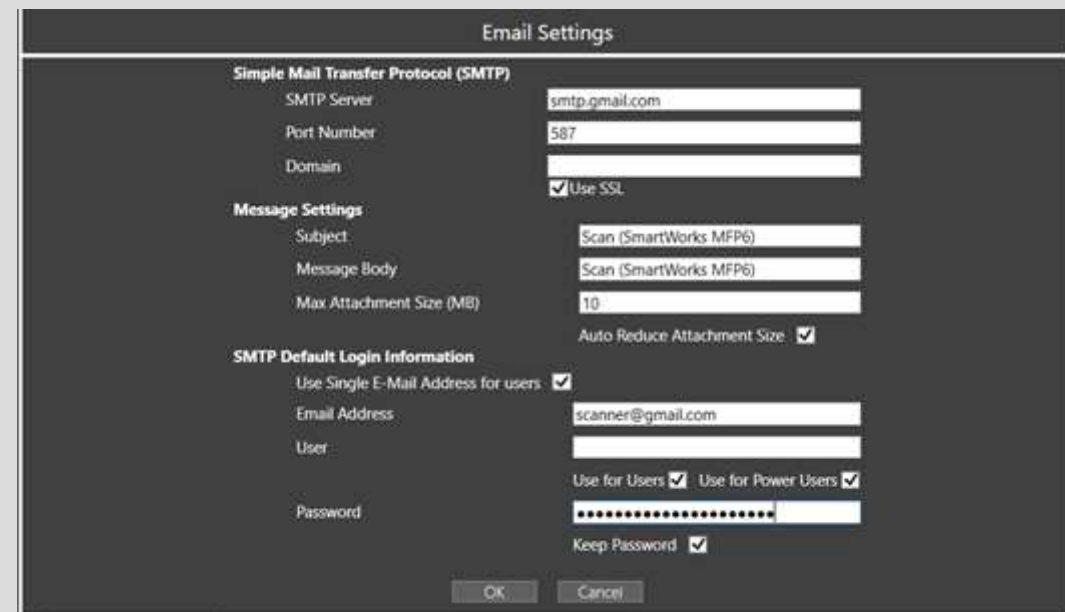 Email Settings
Simple Mail Transfer Protocol (SMTP)
SMTP Server smtp.gmail.com
Port Number 587
Domain
Use SSL
Message Settings
Subject Scan (SmartWorks MFP6)
Message Body Scan (SmartWorks MFP6)
Max Attachment Size (MB) 10
Auto Reduce Attachment Size
SMTP Default Login Information
Use Single E-Mail Address for users
Email Address scanner@gmail.com
User
Use for Users Use for Power Users
Password •••••••••••••••••••••
Keep Password
OK Cancel